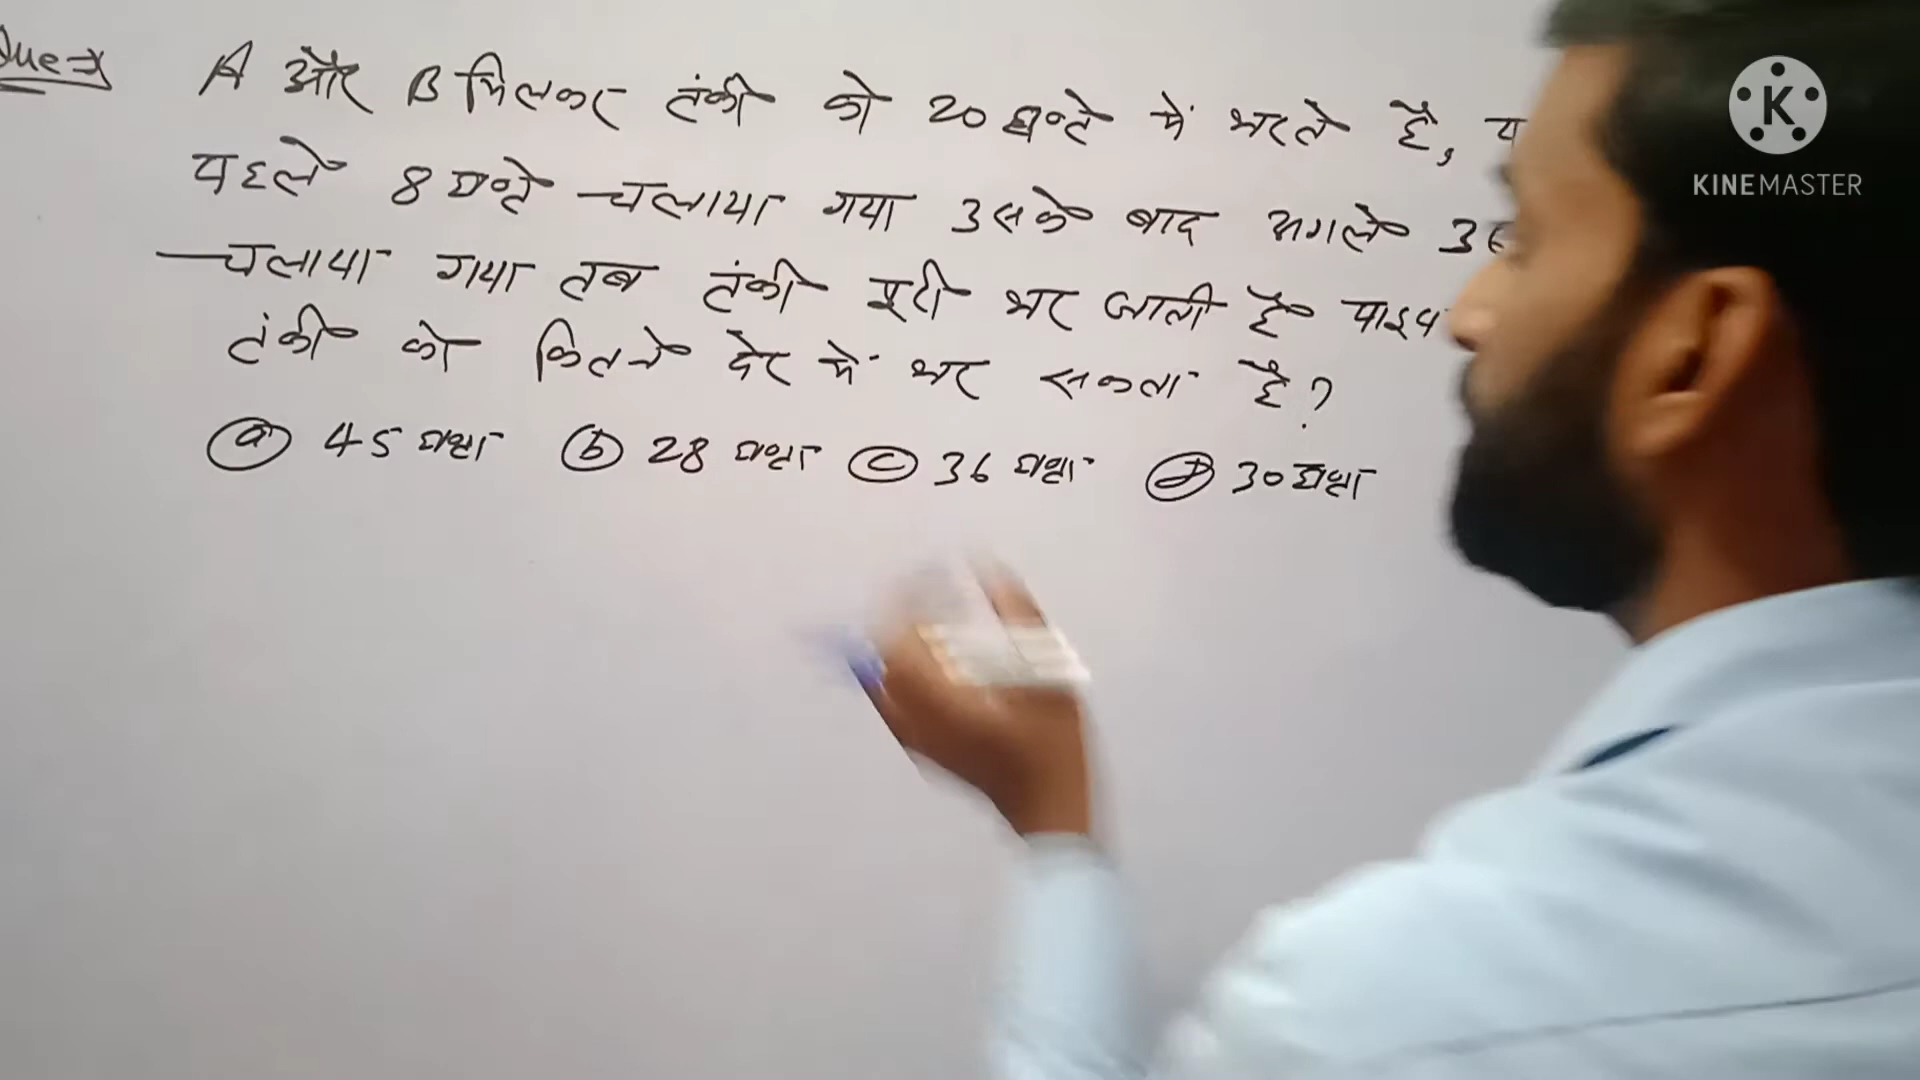 Que→ A और B मिलकर टंकी को 20 घण्टे में भरते है,
पहले 8 घण्टे चलाया गया उसके बाद अगले
चलाया गया तब टंकी पूरी भर जाती है पाइप
टंकी को कितने देर में भर सकता है?
(a) 45 घण्टा (b) 28 घण्टा (c) 36 घण्टा (d) 30 घण्टा
K
KINEMASTER